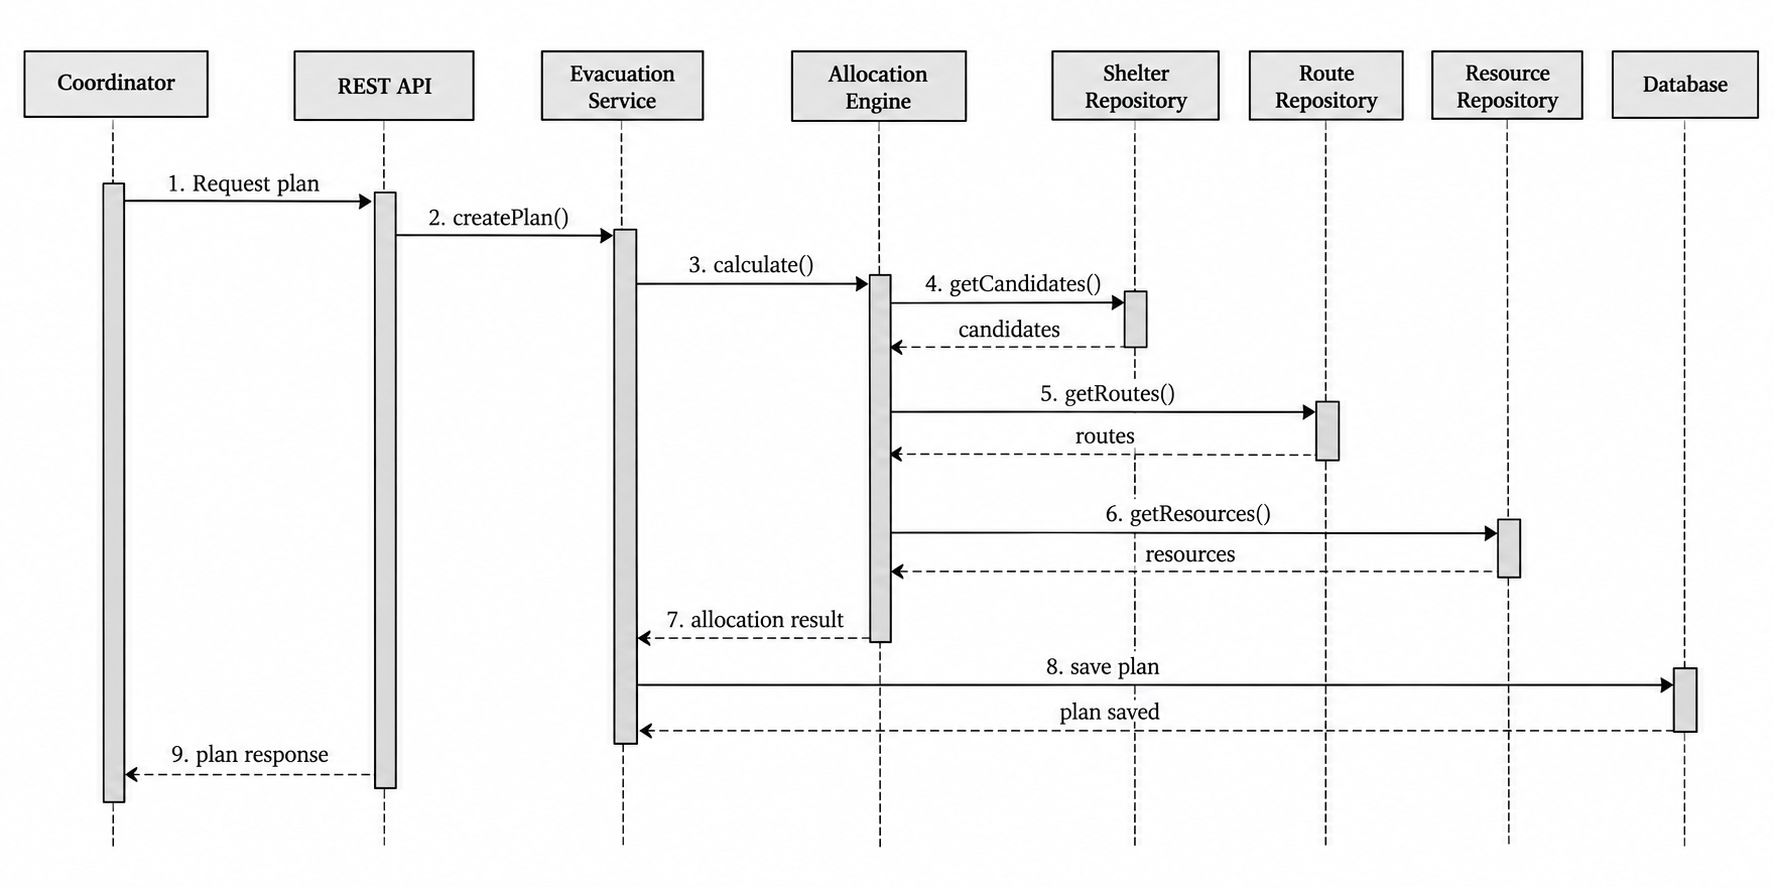 Coordinator
REST API
Evacuation
Service
Allocation
Engine
Shelter
Repository
Route
Repository
Resource
Repository
Database
1. Request plan
2. createPlan()
3. calculate()
4. getCandidates()
candidates
5. getRoutes()
routes
6. getResources()
resources
7. allocation result
8. save plan
plan saved
9. plan response